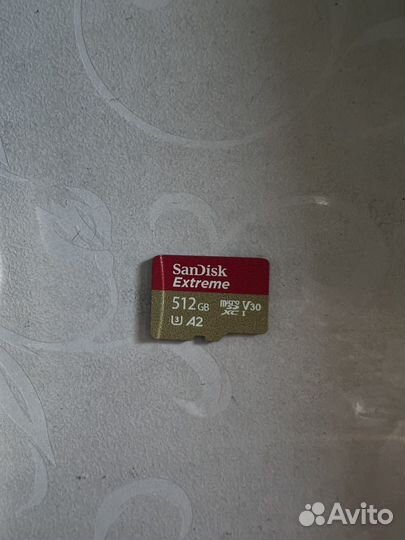 SanDisk
Extreme
512 GB micro SD XC I V30
U3 A2
Avito